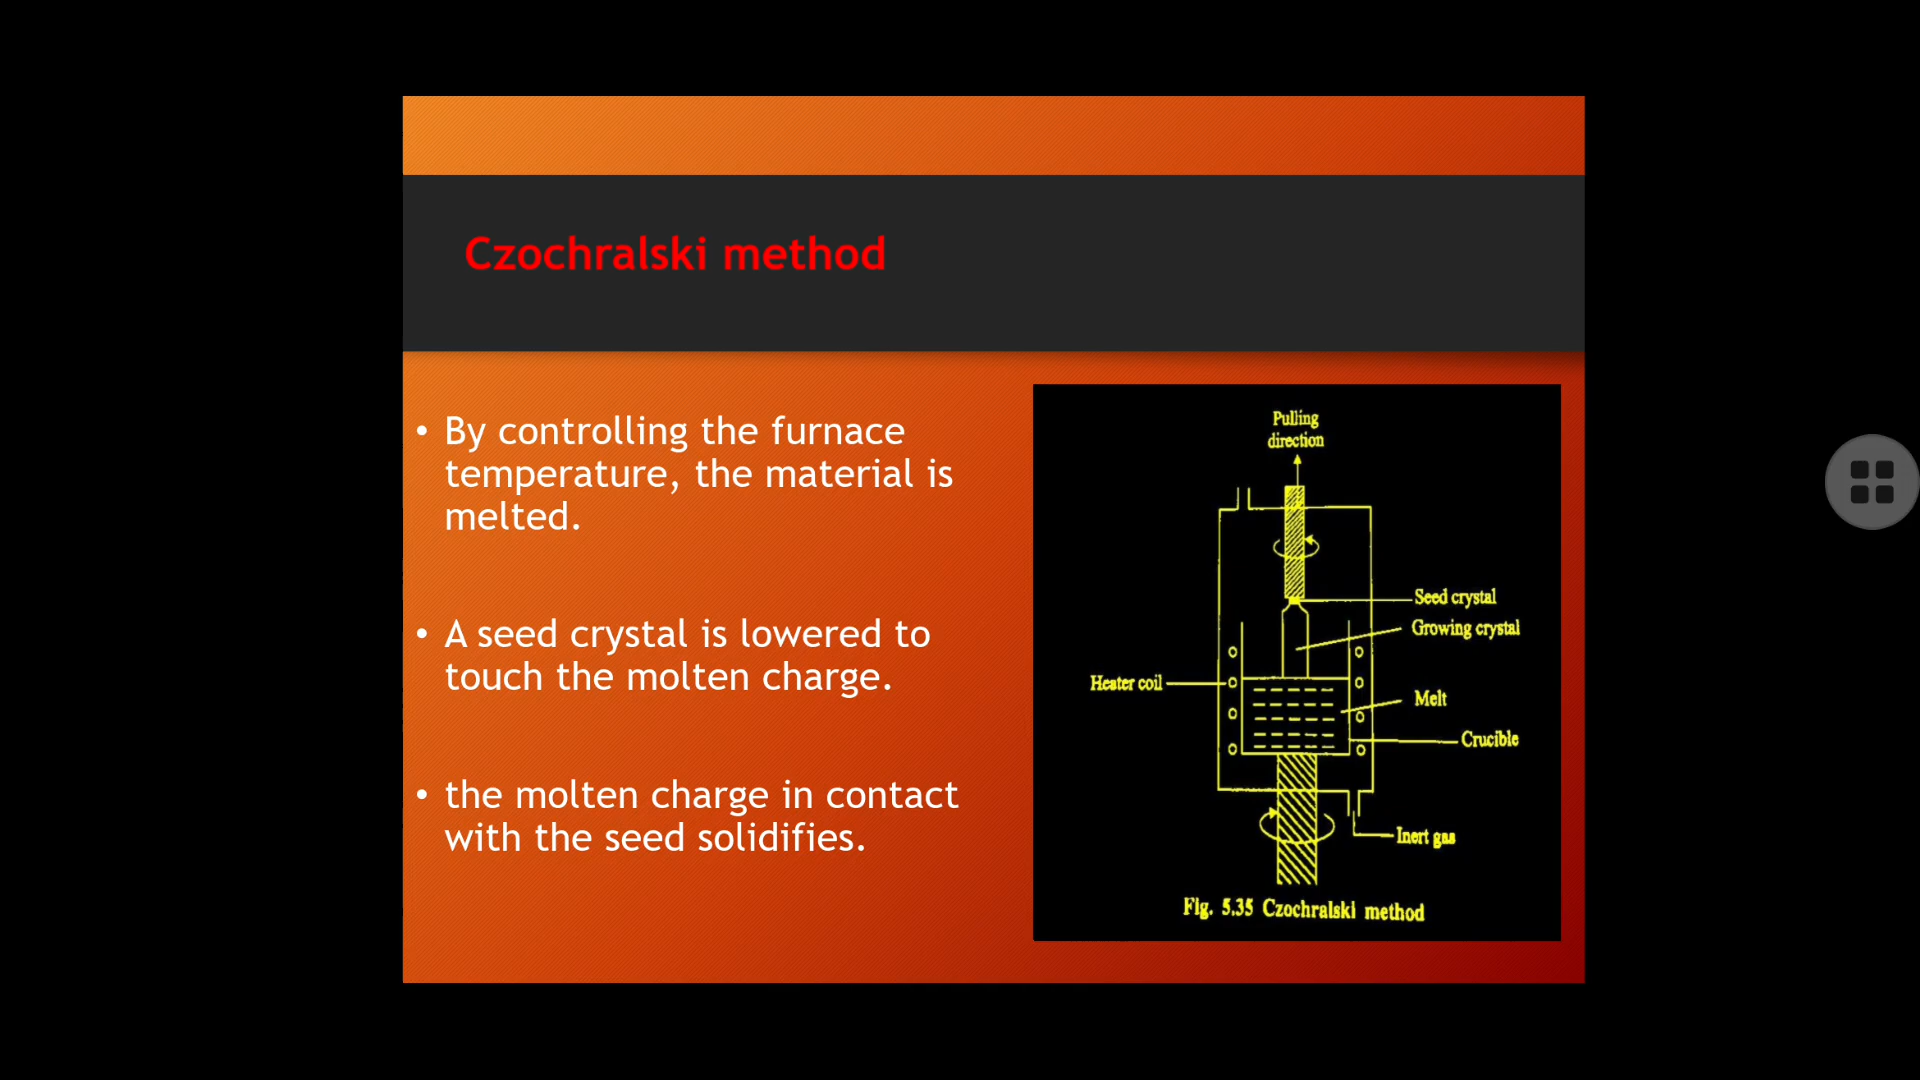 Czochralski method
• By controlling the furnace
temperature, the material is
melted.
• A seed crystal is lowered to
touch the molten charge.
• the molten charge in contact
with the seed solidifies.
Pulling
direction
Seed crystal
Growing crystal
Heater coil
Melt
Crucible
Inert gas
Fig. 5.35 Czochralski method